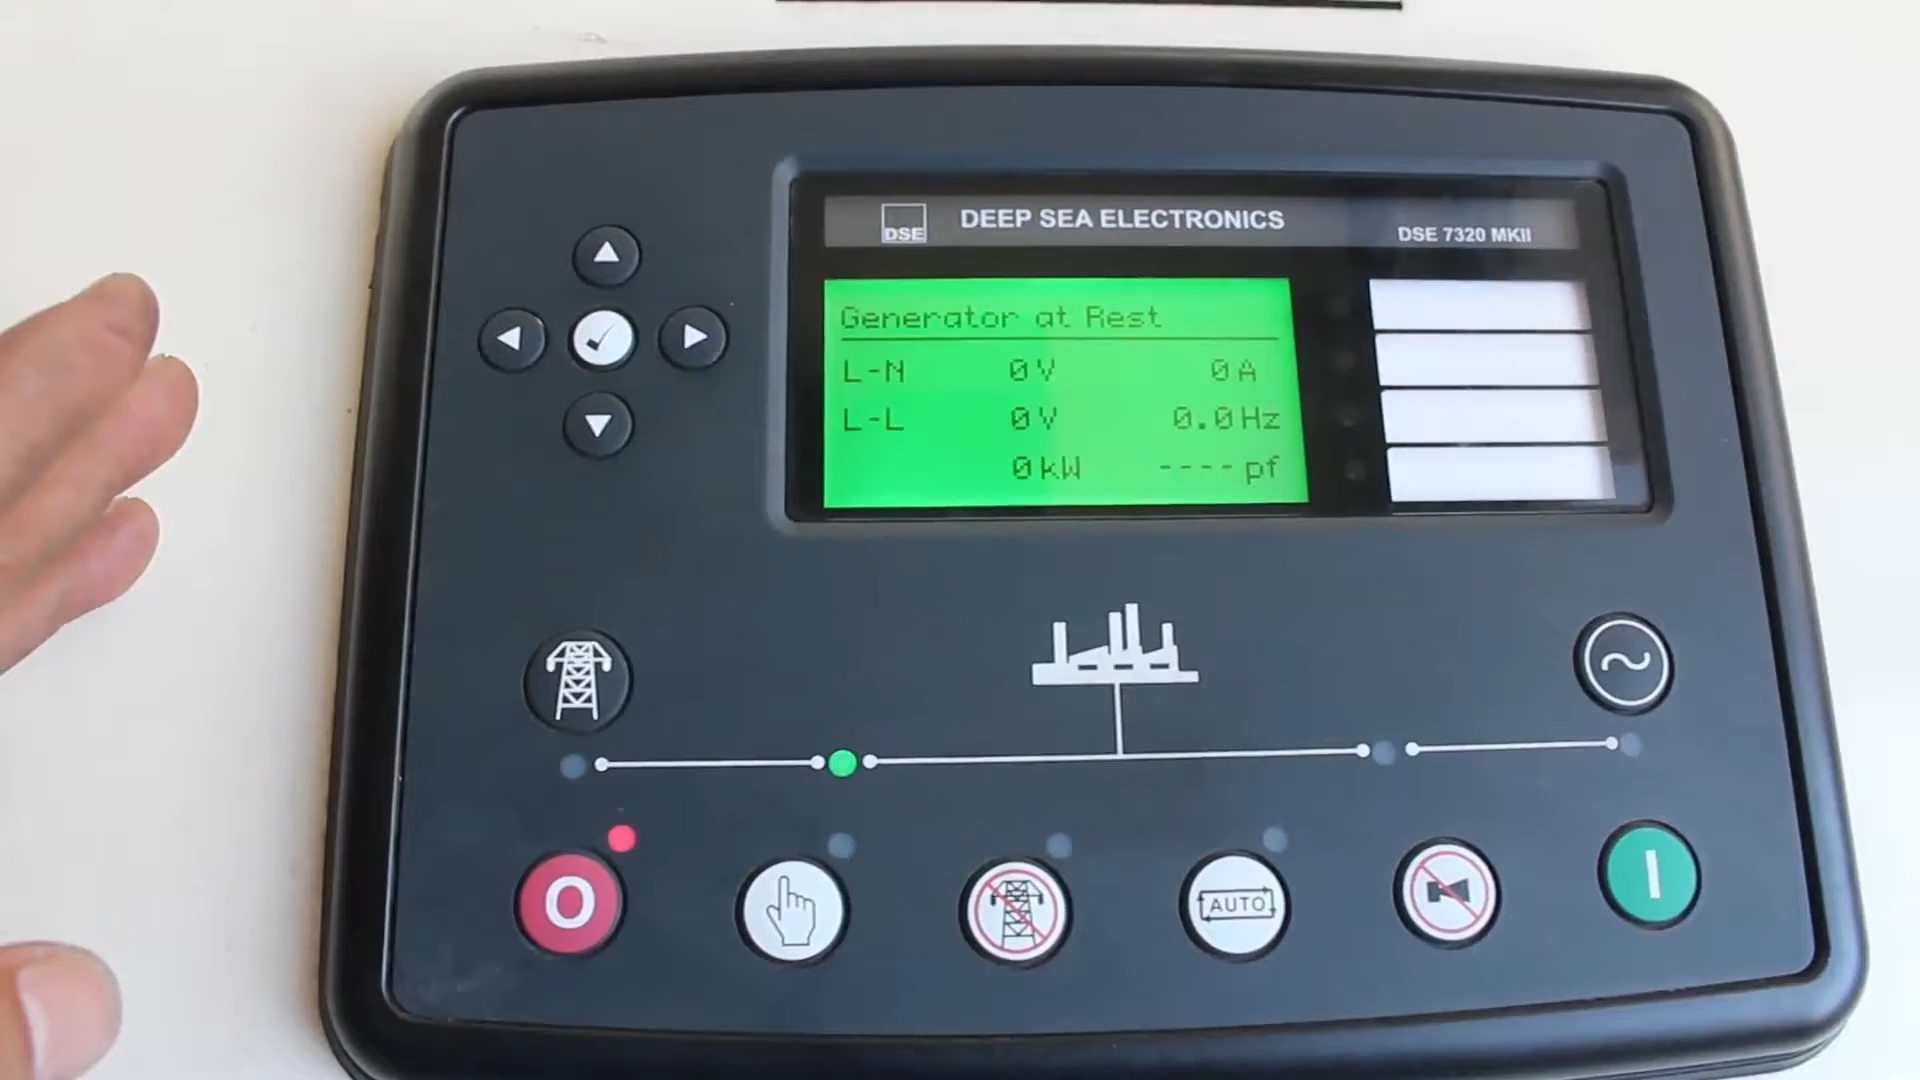 DSE
DEEP SEA ELECTRONICS
DSE 7320 MKII
Generator at Rest
L-N 0V 0A
L-L 0V 0.0Hz
0kW ----pf
O
AUTO
I